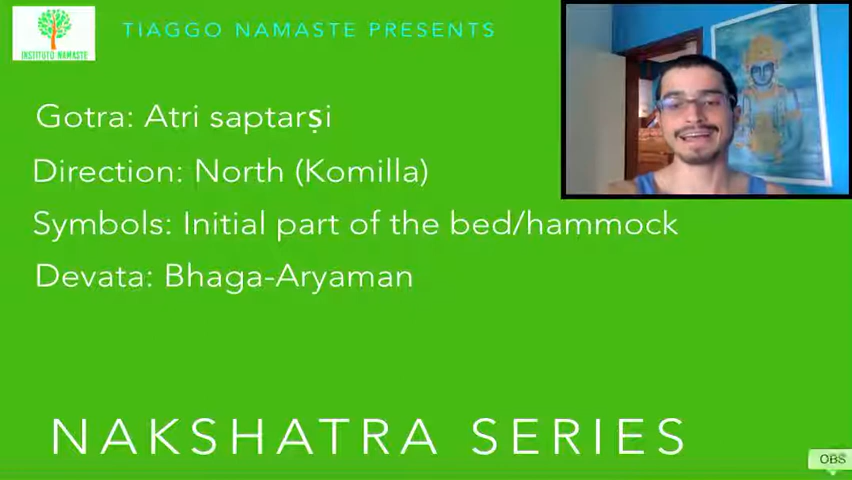 INSTITUTO NAMASTE
TIAGGO NAMASTE PRESENTS
Gotra: Atri saptarṣi
Direction: North (Komilla)
Symbols: Initial part of the bed/hammock
Devata: Bhaga-Aryaman
NAKSHATRA SERIES
OBS